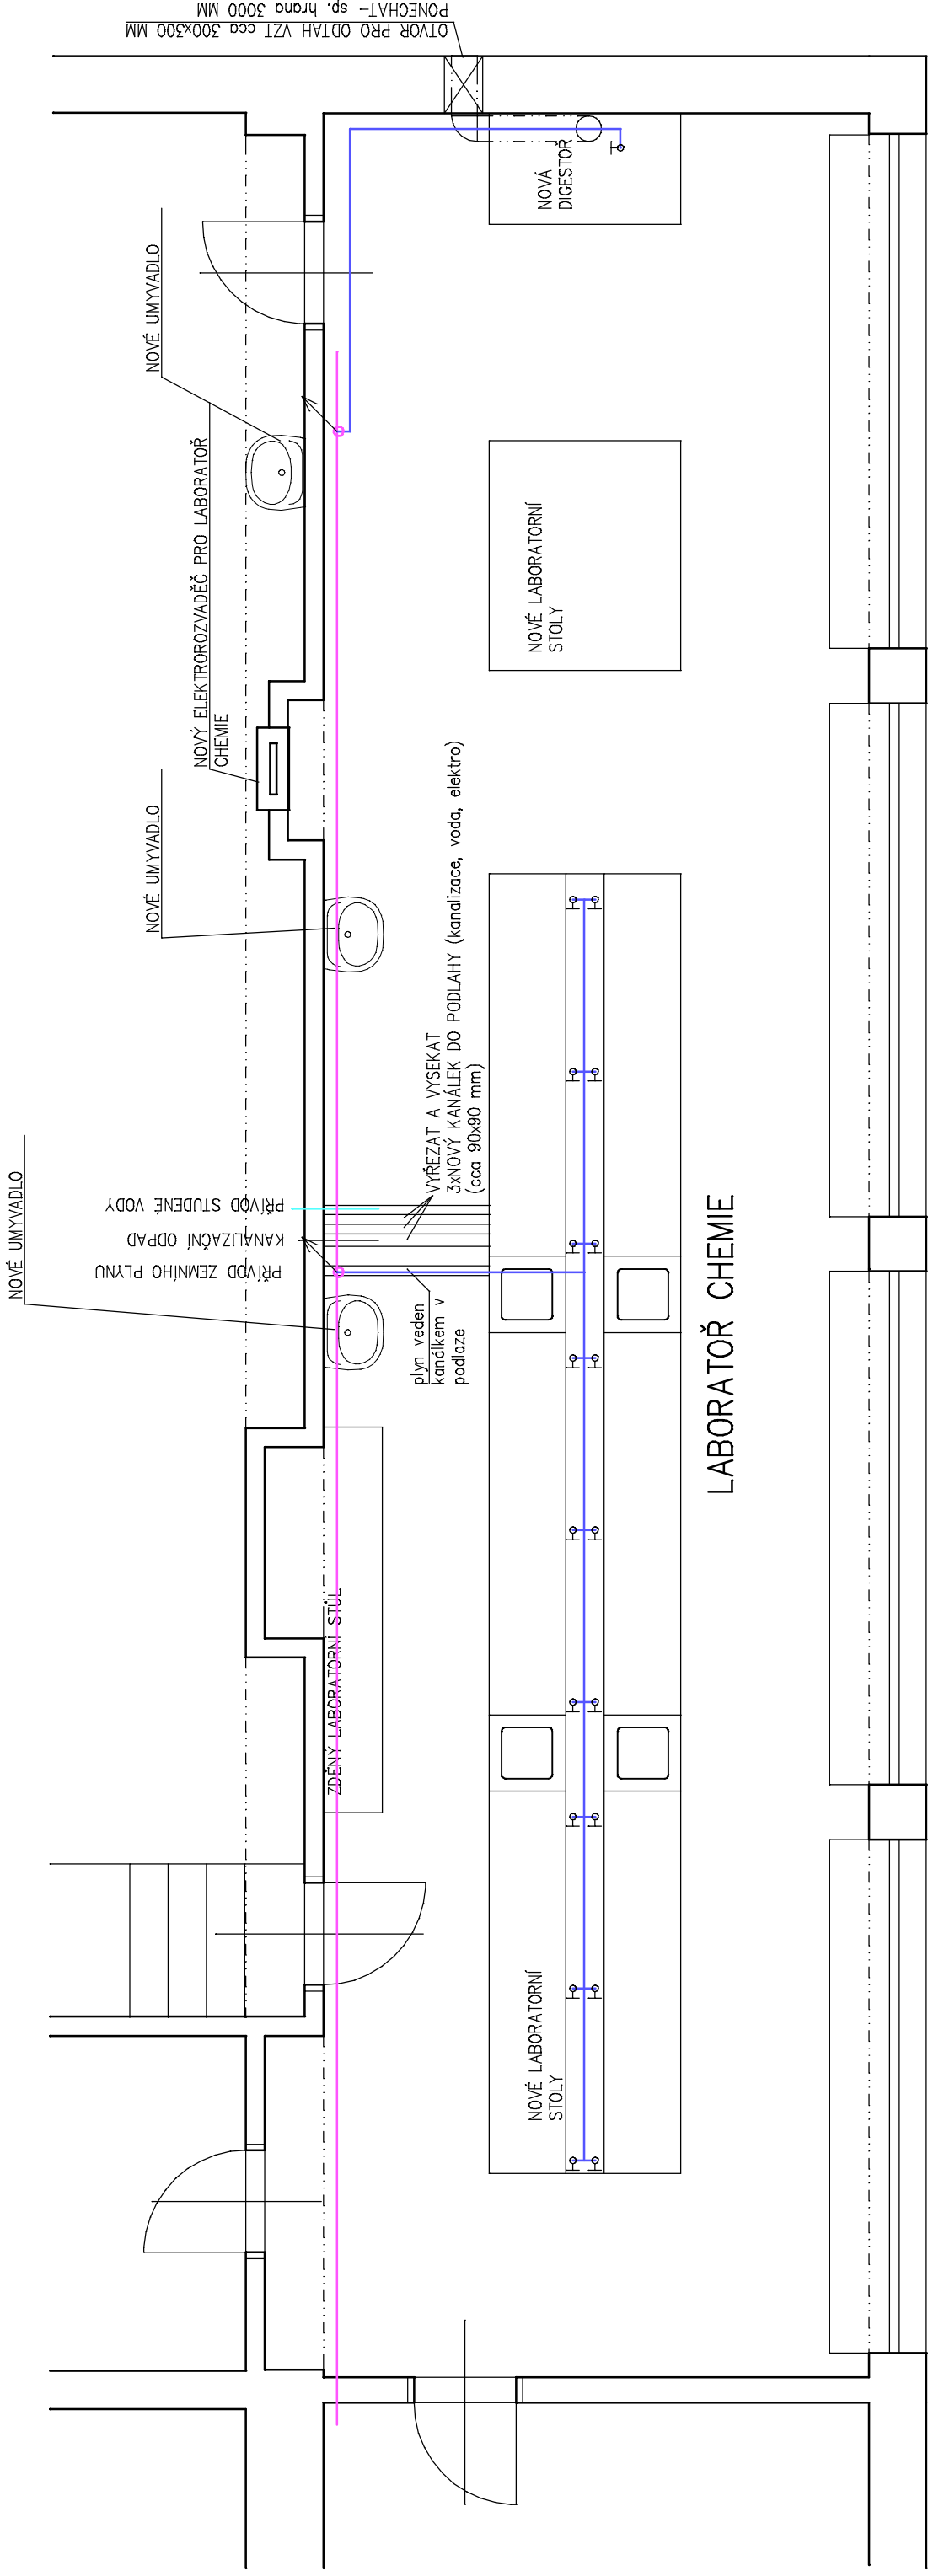 OTVOR PRO ODTAH VZT cca 300x300 MM
PONECHAT- sp. hrana 3000 MM
NOVÁ
DIGESTOŘ
NOVÉ UMYVADLO
NOVÝ ELEKTROROZVADĚČ PRO LABORATOŘ
CHEMIE
NOVÉ LABORATORNÍ
STOLY
NOVÉ UMYVADLO
VYŘEZAT A VYSEKAT
3xNOVÝ KANÁLEK DO PODLAHY (kanalizace, voda, elektro)
(cca 90x90 mm)
NOVÉ UMYVADLO
PŘÍVOD STUDENÉ VODY
KANALIZAČNÍ ODPAD
PŘÍVOD ZEMNÍHO PLYNU
plyn veden
kanálkem v
podlaze
LABORATOŘ CHEMIE
ZDĚNÝ LABORATORNÍ STŮL
NOVÉ LABORATORNÍ
STOLY